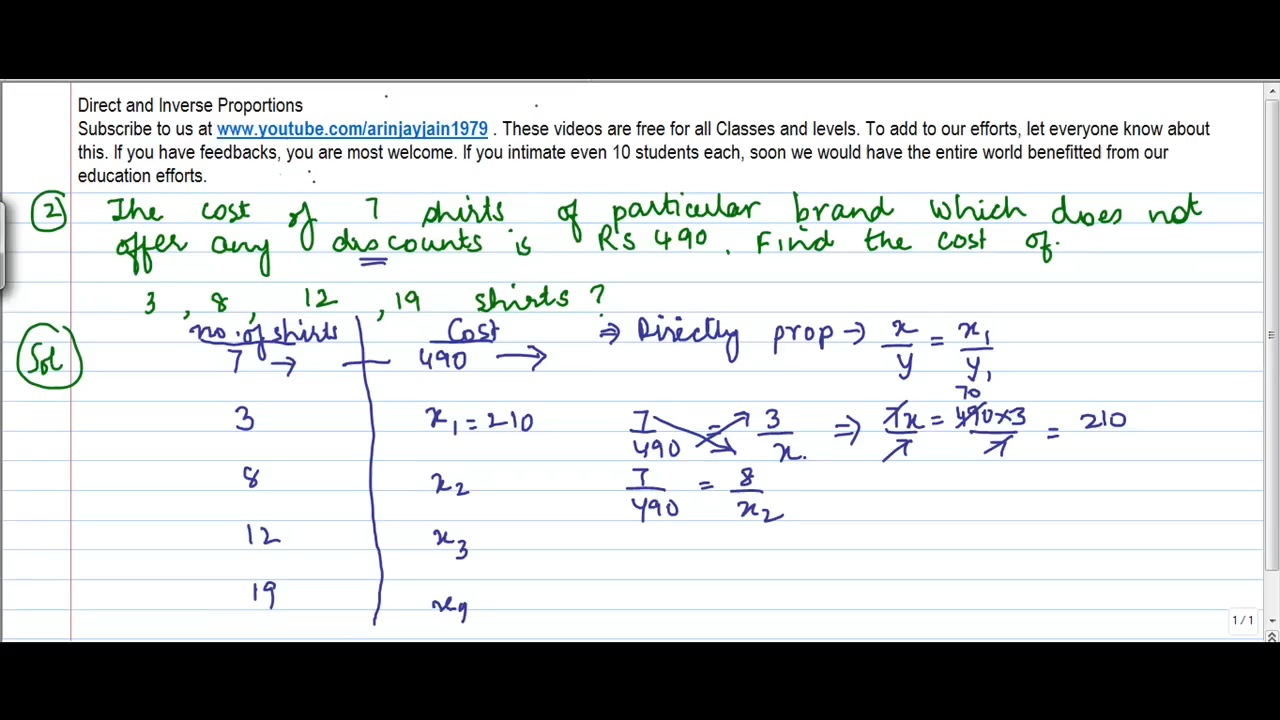 Direct and Inverse Proportions
Subscribe to us at www.youtube.com/arinjayjain1979 . These videos are free for all Classes and levels. To add to our efforts, let everyone know about
this. If you have feedbacks, you are most welcome. If you intimate even 10 students each, soon we would have the entire world benefitted from our
education efforts.
② The cost of 7 shirts of particular brand which does not
offer any discounts is Rs 490. Find the cost of.
3 , 8 , 12 , 19 shirts ?
Sol no. of shirts Cost ⇒ Directly prop → x/y = x₁/y₁
7 → 490 →
3 x₁ = 210 7/490 = 3/x. ⇒ 7x/7 = 490×3/7 = 210
70
8 x₂ 7/490 = 8/x₂
12 x₃
19
1 / 1